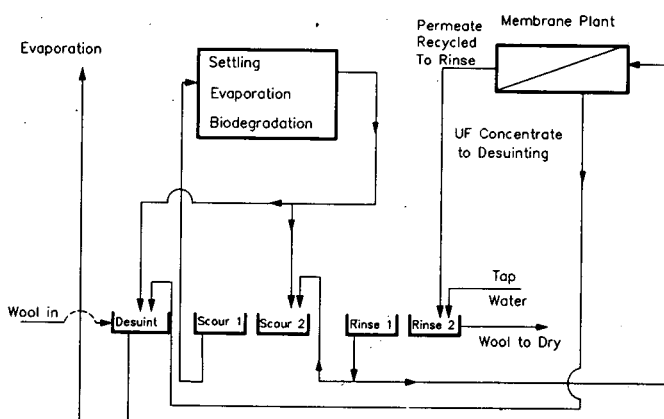 Membrane Plant
Permeate
Recycled
To Rinse
Evaporation
Settling
Evaporation
Biodegradation
UF Concentrate
to Desuinting
Tap
Water
Wool in
Desuint
Scour 1
Scour 2
Rinse 1
Rinse 2
Wool to Dry